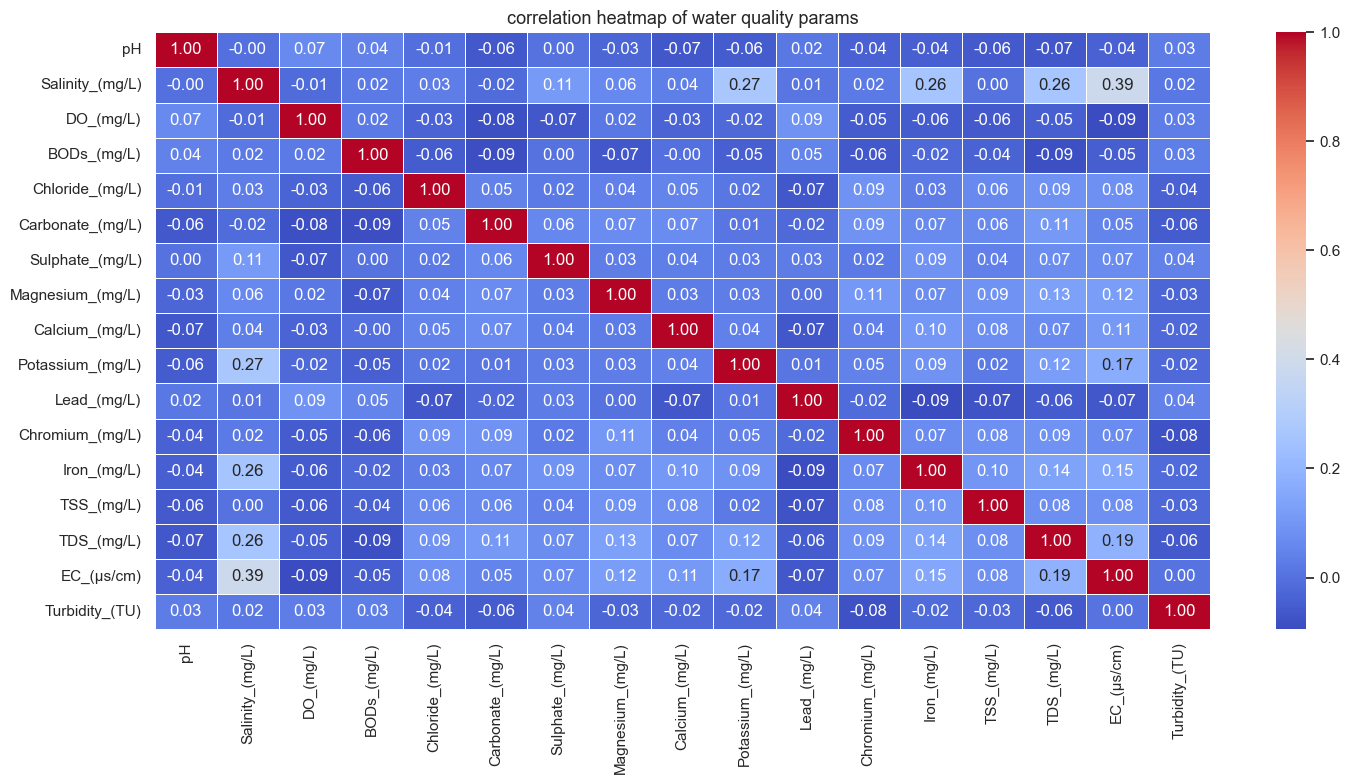 correlation heatmap of water quality params
pH 1.00 -0.00 0.07 0.04 -0.01 -0.06 0.00 -0.03 -0.07 -0.06 0.02 -0.04 -0.04 -0.06 -0.07 -0.04 0.03
Salinity_(mg/L) -0.00 1.00 -0.01 0.02 0.03 -0.02 0.11 0.06 0.04 0.27 0.01 0.02 0.26 0.00 0.26 0.39 0.02
DO_(mg/L) 0.07 -0.01 1.00 0.02 -0.03 -0.08 -0.07 0.02 -0.03 -0.02 0.09 -0.05 -0.06 -0.06 -0.05 -0.09 0.03
BODs_(mg/L) 0.04 0.02 0.02 1.00 -0.06 -0.09 0.00 -0.07 -0.00 -0.05 0.05 -0.06 -0.02 -0.04 -0.09 -0.05 0.03
Chloride_(mg/L) -0.01 0.03 -0.03 -0.06 1.00 0.05 0.02 0.04 0.05 0.02 -0.07 0.09 0.03 0.06 0.09 0.08 -0.04
Carbonate_(mg/L) -0.06 -0.02 -0.08 -0.09 0.05 1.00 0.06 0.07 0.07 0.01 -0.02 0.09 0.07 0.06 0.11 0.05 -0.06
Sulphate_(mg/L) 0.00 0.11 -0.07 0.00 0.02 0.06 1.00 0.03 0.04 0.03 0.03 0.02 0.09 0.04 0.07 0.07 0.04
Magnesium_(mg/L) -0.03 0.06 0.02 -0.07 0.04 0.07 0.03 1.00 0.03 0.03 0.00 0.11 0.07 0.09 0.13 0.12 -0.03
Calcium_(mg/L) -0.07 0.04 -0.03 -0.00 0.05 0.07 0.04 0.03 1.00 0.04 -0.07 0.04 0.10 0.08 0.07 0.11 -0.02
Potassium_(mg/L) -0.06 0.27 -0.02 -0.05 0.02 0.01 0.03 0.03 0.04 1.00 0.01 0.05 0.09 0.02 0.12 0.17 -0.02
Lead_(mg/L) 0.02 0.01 0.09 0.05 -0.07 -0.02 0.03 0.00 -0.07 0.01 1.00 -0.02 -0.09 -0.07 -0.06 -0.07 0.04
Chromium_(mg/L) -0.04 0.02 -0.05 -0.06 0.09 0.09 0.02 0.11 0.04 0.05 -0.02 1.00 0.07 0.08 0.09 0.07 -0.08
Iron_(mg/L) -0.04 0.26 -0.06 -0.02 0.03 0.07 0.09 0.07 0.10 0.09 -0.09 0.07 1.00 0.10 0.14 0.15 -0.02
TSS_(mg/L) -0.06 0.00 -0.06 -0.04 0.06 0.06 0.04 0.09 0.08 0.02 -0.07 0.08 0.10 1.00 0.08 0.08 -0.03
TDS_(mg/L) -0.07 0.26 -0.05 -0.09 0.09 0.11 0.07 0.13 0.07 0.12 -0.06 0.09 0.14 0.08 1.00 0.19 -0.06
EC_(μs/cm) -0.04 0.39 -0.09 -0.05 0.08 0.05 0.07 0.12 0.11 0.17 -0.07 0.07 0.15 0.08 0.19 1.00 0.00
Turbidity_(TU) 0.03 0.02 0.03 0.03 -0.04 -0.06 0.04 -0.03 -0.02 -0.02 0.04 -0.08 -0.02 -0.03 -0.06 0.00 1.00
pH
Salinity_(mg/L)
DO_(mg/L)
BODs_(mg/L)
Chloride_(mg/L)
Carbonate_(mg/L)
Sulphate_(mg/L)
Magnesium_(mg/L)
Calcium_(mg/L)
Potassium_(mg/L)
Lead_(mg/L)
Chromium_(mg/L)
Iron_(mg/L)
TSS_(mg/L)
TDS_(mg/L)
EC_(μs/cm)
Turbidity_(TU)
1.0
0.8
0.6
0.4
0.2
0.0